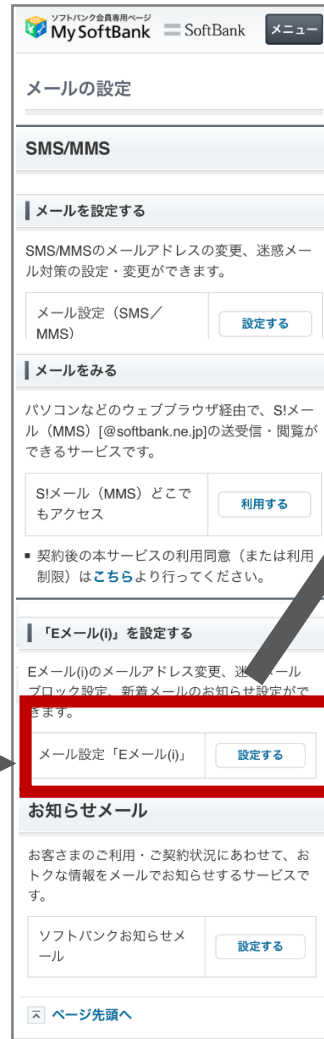 ソフトバンク会員専用ページ
My SoftBank
SoftBank
メニュー
メールの設定
SMS/MMS
メールを設定する
SMS/MMSのメールアドレスの変更、迷惑メー
ル対策の設定・変更ができます。
メール設定（SMS／
MMS）
設定する
メールをみる
パソコンなどのウェブブラウザ経由で、S!メー
ル（MMS）[@softbank.ne.jp]の送受信・閲覧が
できるサービスです。
S!メール（MMS）どこで
もアクセス
利用する
■ 契約後の本サービスの利用同意（または利用
制限）はこちらより行ってください。
「Eメール(i)」を設定する
Eメール(i)のメールアドレス変更、迷 メール
ブロック設定、新着メールのお知らせ設定がで
きます。
メール設定「Eメール(i)」
設定する
お知らせメール
お客さまのご利用・ご契約状況にあわせて、お
トクな情報をメールでお知らせするサービスで
す。
ソフトバンクお知らせメ
ール
設定する
ページ先頭へ